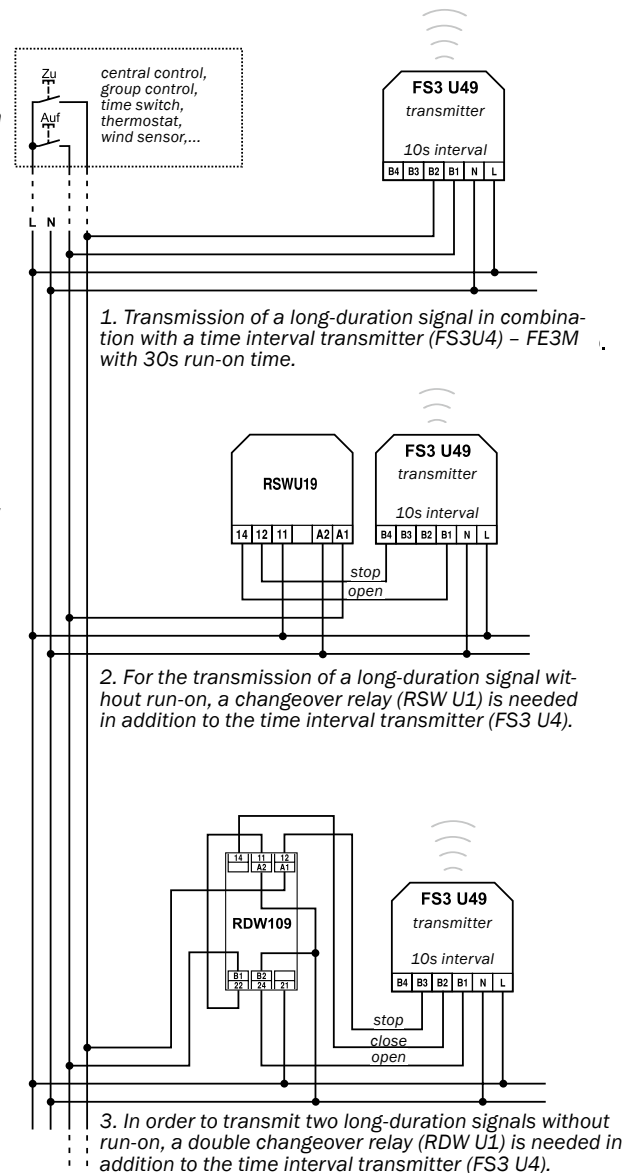 Zu
Auf
central control,
group control,
time switch,
thermostat,
wind sensor,...
L N
FS3 U49
transmitter
10s interval
B4 B3 B2 B1 N L
1. Transmission of a long-duration signal in combina-
tion with a time interval transmitter (FS3U4) – FE3M
with 30s run-on time.
RSWU19
14 12 11 A2 A1
FS3 U49
transmitter
10s interval
B4 B3 B2 B1 N L
stop
open
2. For the transmission of a long-duration signal wit-
hout run-on, a changeover relay (RSW U1) is needed
in addition to the time interval transmitter (FS3 U4).
14 11 12
A2 A1
RDW109
B1 B2
22 24 21
FS3 U49
transmitter
10s interval
B4 B3 B2 B1 N L
stop
close
open
3. In order to transmit two long-duration signals without
run-on, a double changeover relay (RDW U1) is needed in
addition to the time interval transmitter (FS3 U4).